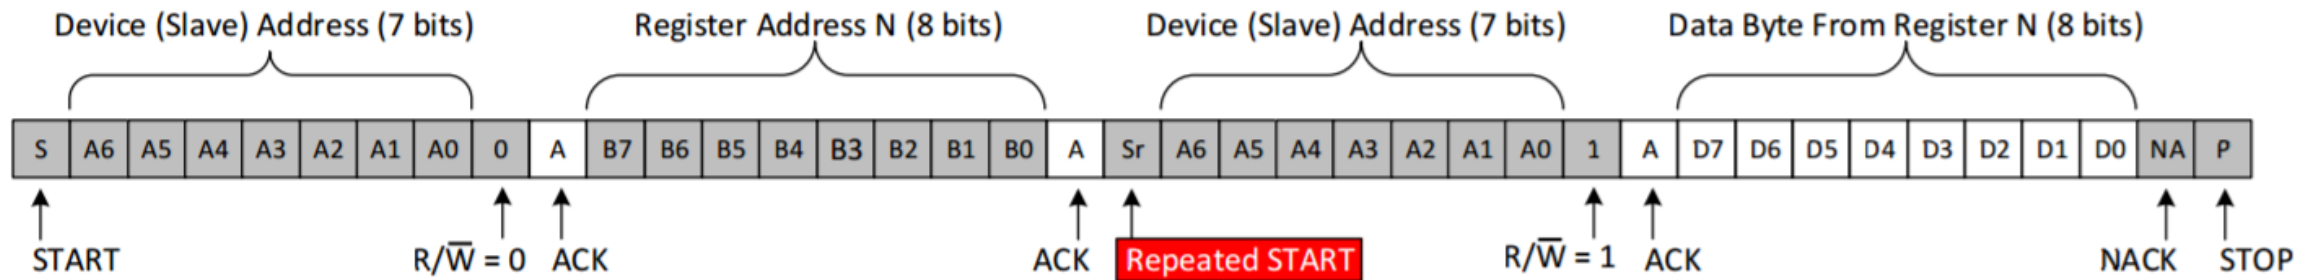 Device (Slave) Address (7 bits) Register Address N (8 bits) Device (Slave) Address (7 bits) Data Byte From Register N (8 bits)
S A6 A5 A4 A3 A2 A1 A0 0 A B7 B6 B5 B4 B3 B2 B1 B0 A Sr A6 A5 A4 A3 A2 A1 A0 1 A D7 D6 D5 D4 D3 D2 D1 D0 NA P
START R/W̅ = 0 ACK ACK Repeated START R/W̅ = 1 ACK NACK STOP